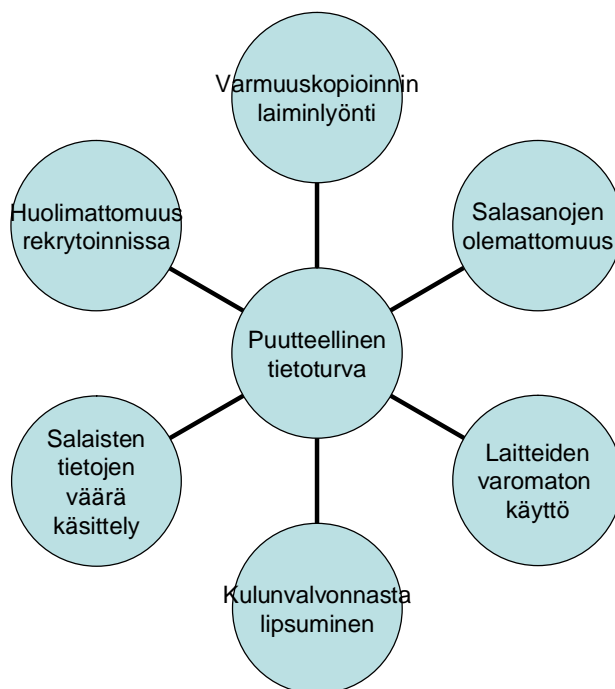 Varmuuskopioinnin
laiminlyönti
Huolimattomuus
rekrytoinnissa
Salasanojen
olemattomuus
Puutteellinen
tietoturva
Salaisten
tietojen
väärä
käsittely
Laitteiden
varomaton
käyttö
Kulunvalvonnasta
lipsuminen